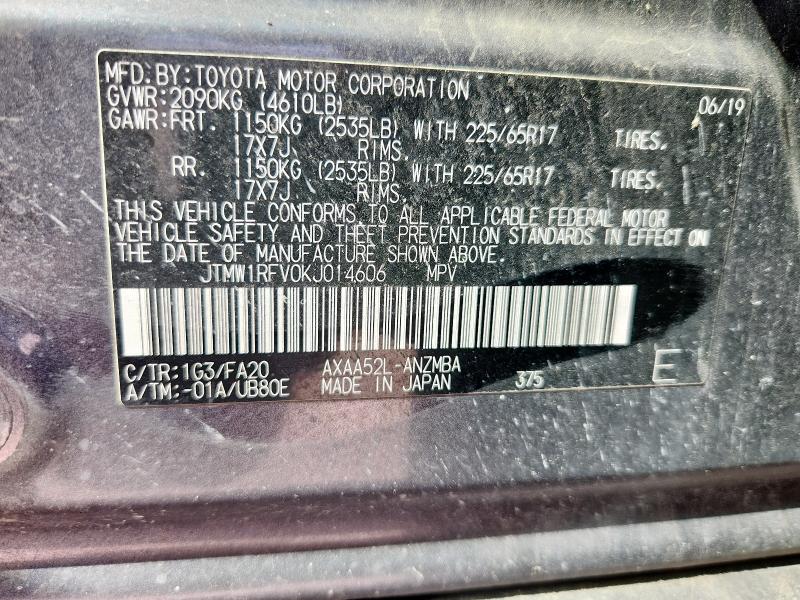 MFD.BY:TOYOTA MOTOR CORPORATION
GVWR:2090KG (4610LB) 06/19
GAWR:FRT. 1150KG (2535LB) WITH 225/65R17 TIRES.
17X7J RIMS.
RR. 1150KG (2535LB) WITH 225/65R17 TIRES.
17X7J RIMS.
THIS VEHICLE CONFORMS TO ALL APPLICABLE FEDERAL MOTOR
VEHICLE SAFETY AND THEFT PREVENTION STANDARDS IN EFFECT ON
THE DATE OF MANUFACTURE SHOWN ABOVE.
JTMW1RFV0KJ014606 MPV
C/TR:1G3/FA20 AXAA52L-ANZMBA
A/TM:-01A/UB80E MADE IN JAPAN 375 E